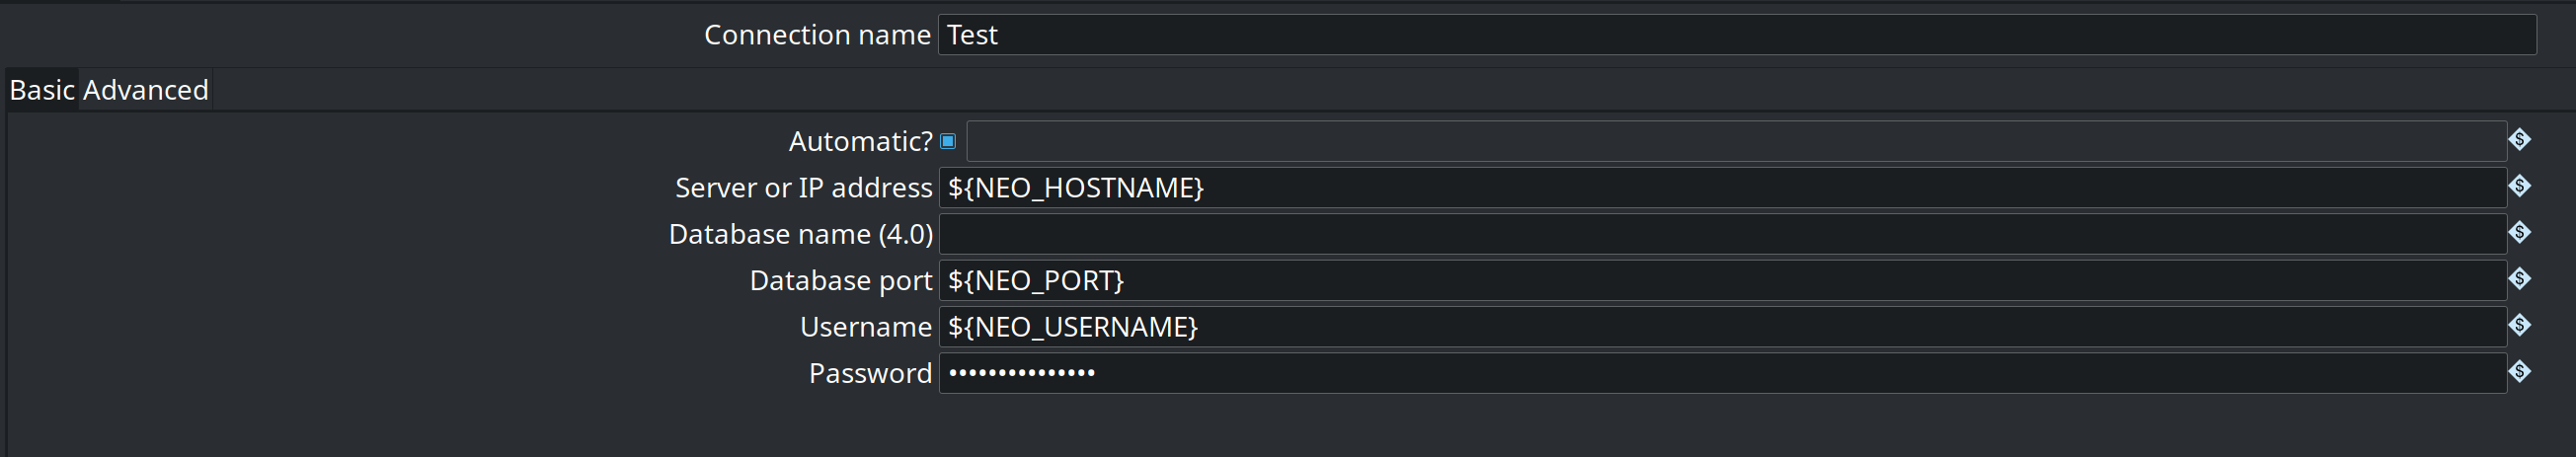 Connection name Test
Basic Advanced
Automatic?
Server or IP address ${NEO_HOSTNAME}
Database name (4.0)
Database port ${NEO_PORT}
Username ${NEO_USERNAME}
Password •••••••••••••••